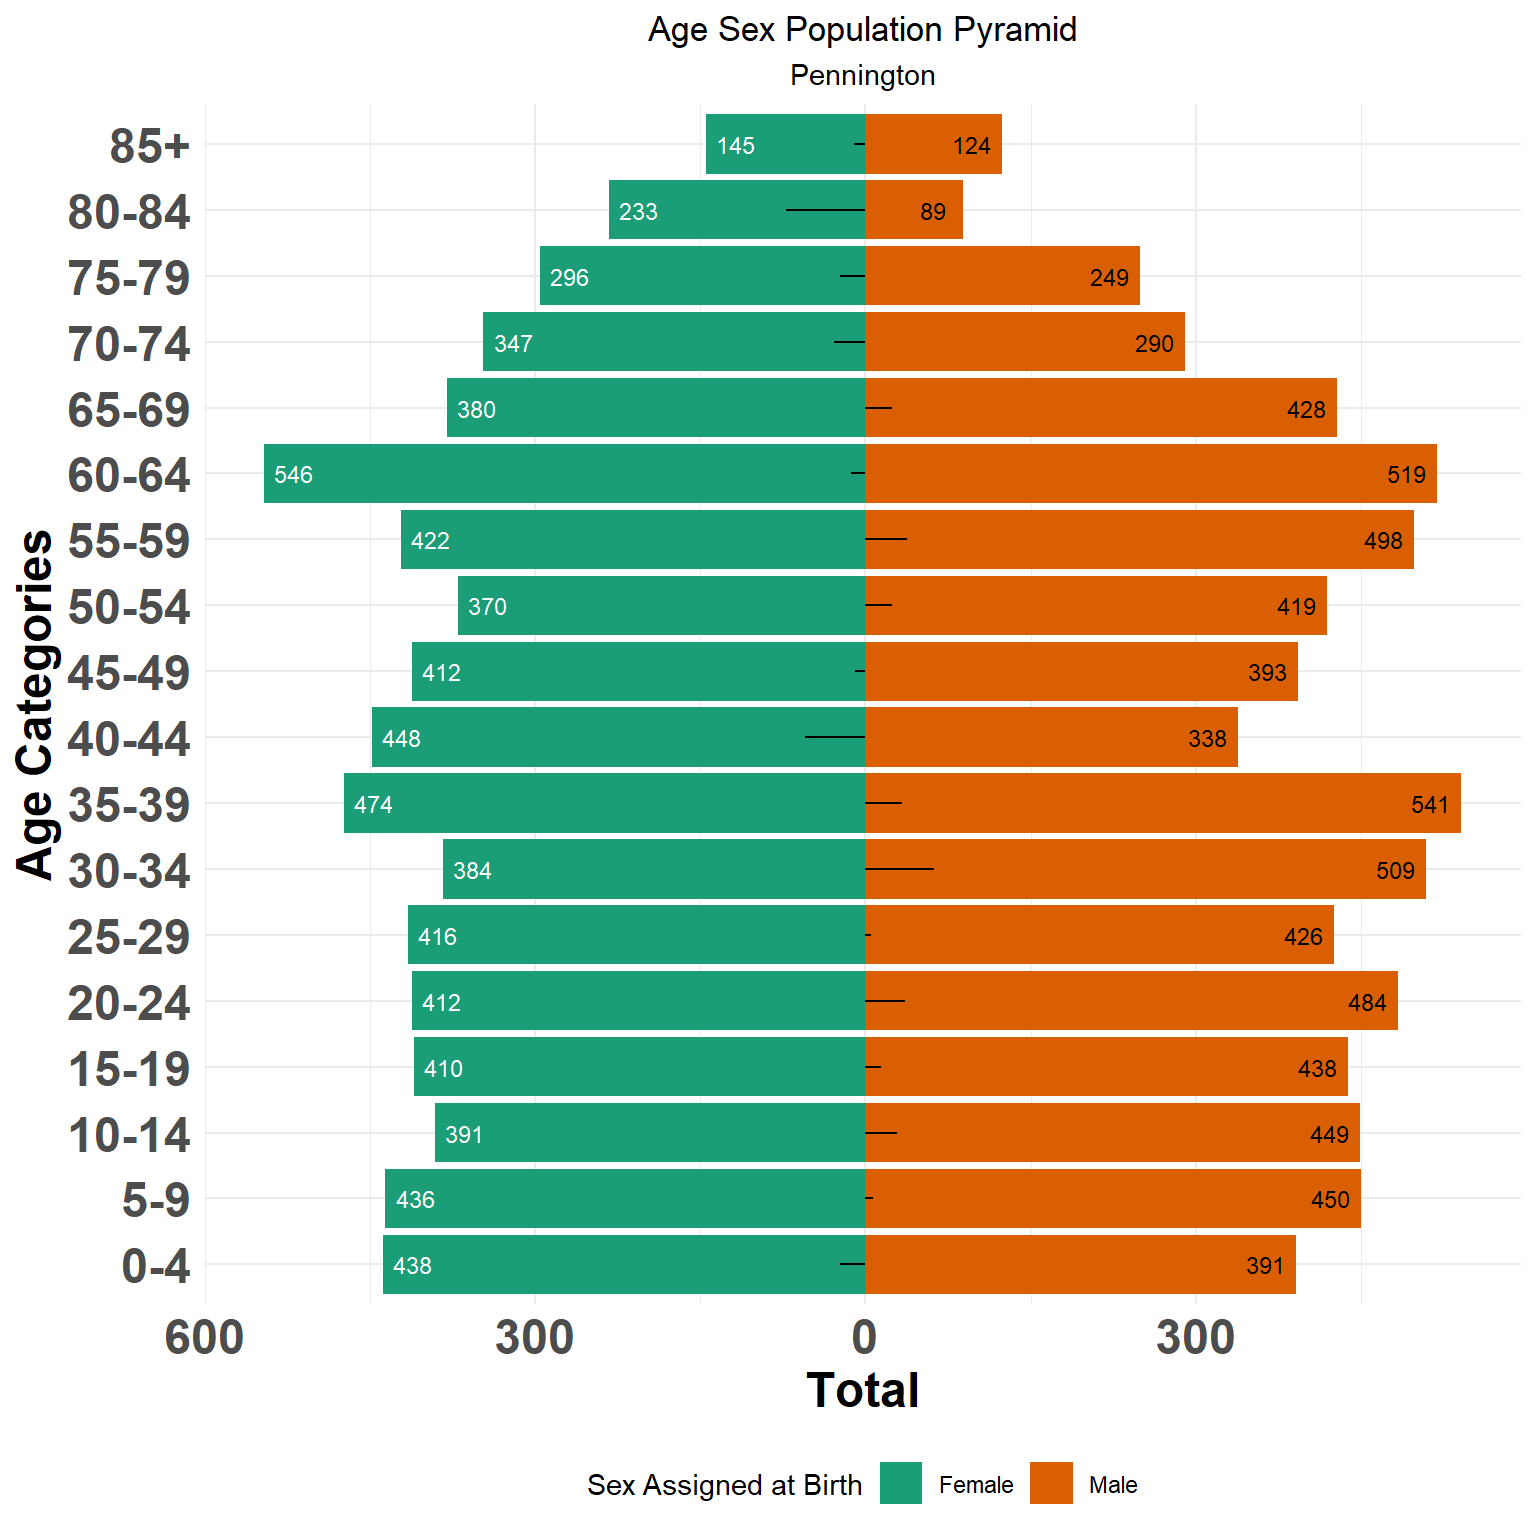 Age Sex Population Pyramid
Pennington
Age Categories
85+ 145 124
80-84 233 89
75-79 296 249
70-74 347 290
65-69 380 428
60-64 546 519
55-59 422 498
50-54 370 419
45-49 412 393
40-44 448 338
35-39 474 541
30-34 384 509
25-29 416 426
20-24 412 484
15-19 410 438
10-14 391 449
5-9 436 450
0-4 438 391
600 300 0 300
Total
Sex Assigned at Birth Female Male